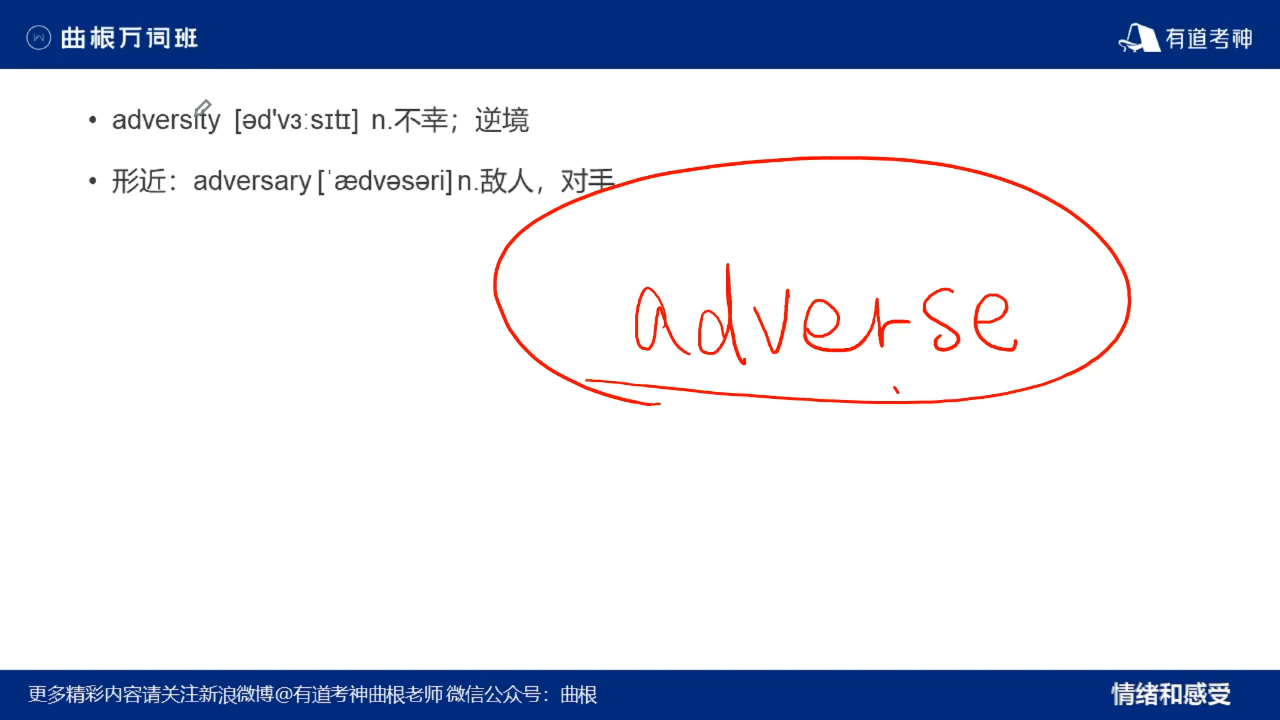 曲根万词班
有道考神
• adversity [əd'vɜːsɪtɪ] n.不幸；逆境
• 形近：adversary [ˈædvəsəri] n.敌人，对手
adverse
更多精彩内容请关注新浪微博@有道考神曲根老师 微信公众号：曲根
情绪和感受